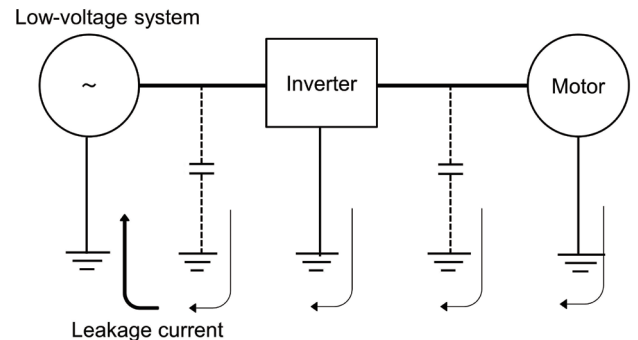 Low-voltage system
~
Inverter
Motor
Leakage current